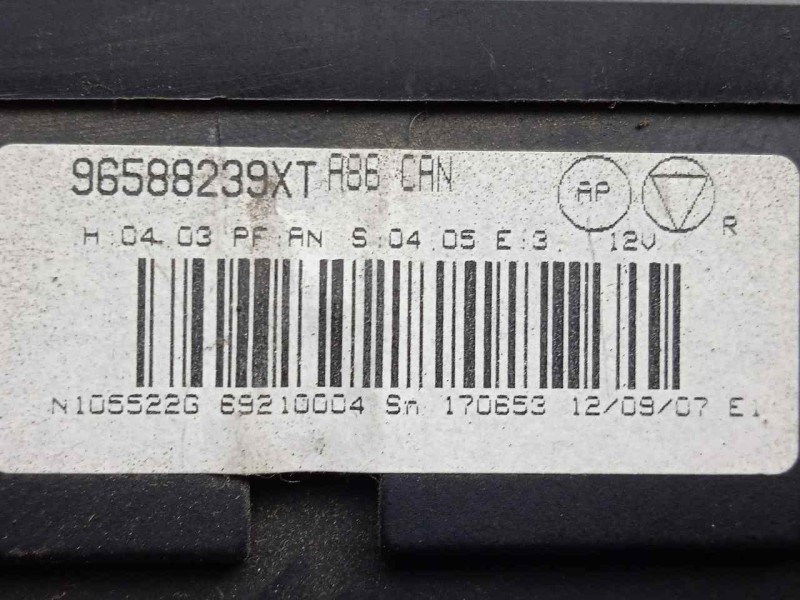 96588239XT A86 CAN AP
H:04.03 PF:AN S:04.05 E:3. 12V R
N105522G 69210004 Sn 170653 12/09/07 E1